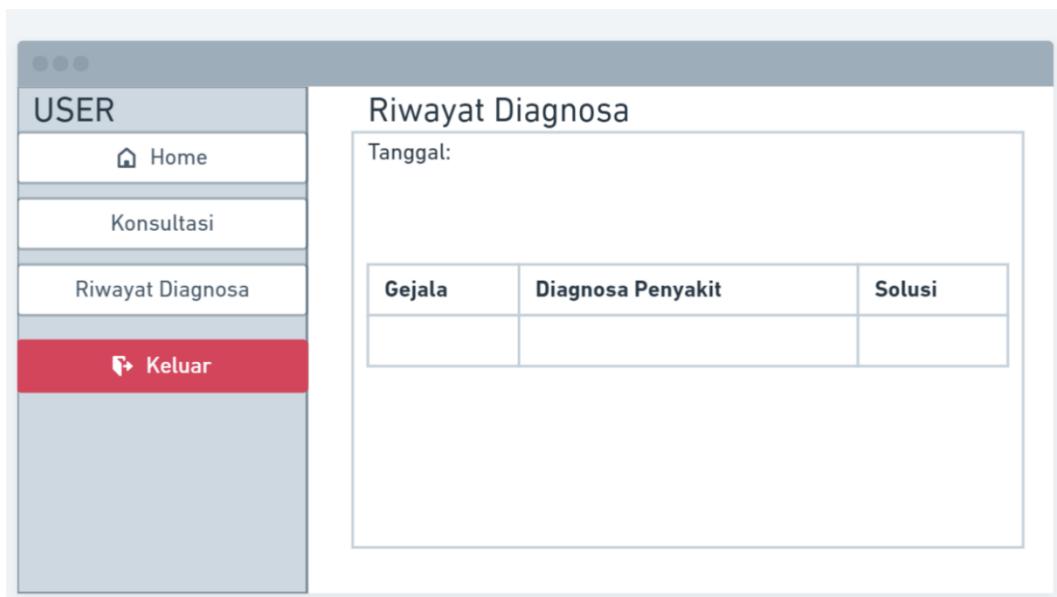 USER
Home
Konsultasi
Riwayat Diagnosa
Keluar
Riwayat Diagnosa
Tanggal:
Gejala Diagnosa Penyakit Solusi